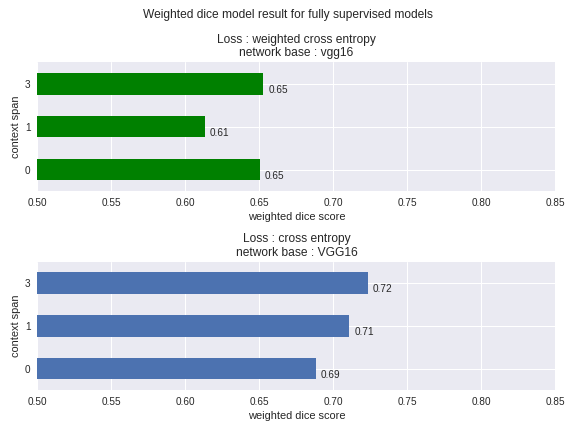 Weighted dice model result for fully supervised models
Loss : weighted cross entropy
network base : vgg16
context span
3
0.65
1
0.61
0
0.65
0.50 0.55 0.60 0.65 0.70 0.75 0.80 0.85
weighted dice score
Loss : cross entropy
network base : VGG16
context span
3
0.72
1
0.71
0
0.69
0.50 0.55 0.60 0.65 0.70 0.75 0.80 0.85
weighted dice score